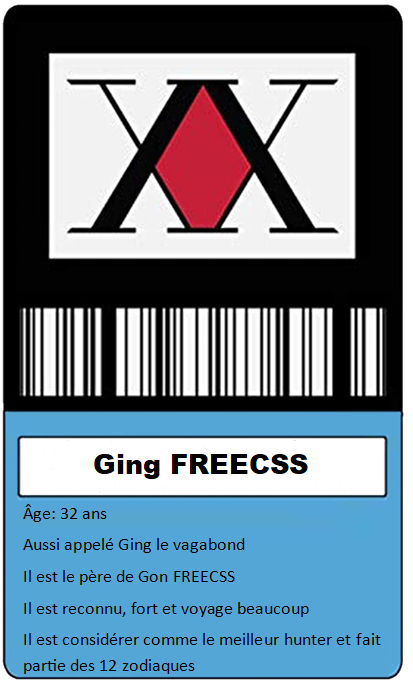 Ging FREECSS
Âge: 32 ans
Aussi appelé Ging le vagabond
Il est le père de Gon FREECSS
Il est reconnu, fort et voyage beaucoup
Il est considérer comme le meilleur hunter et fait
partie des 12 zodiaques